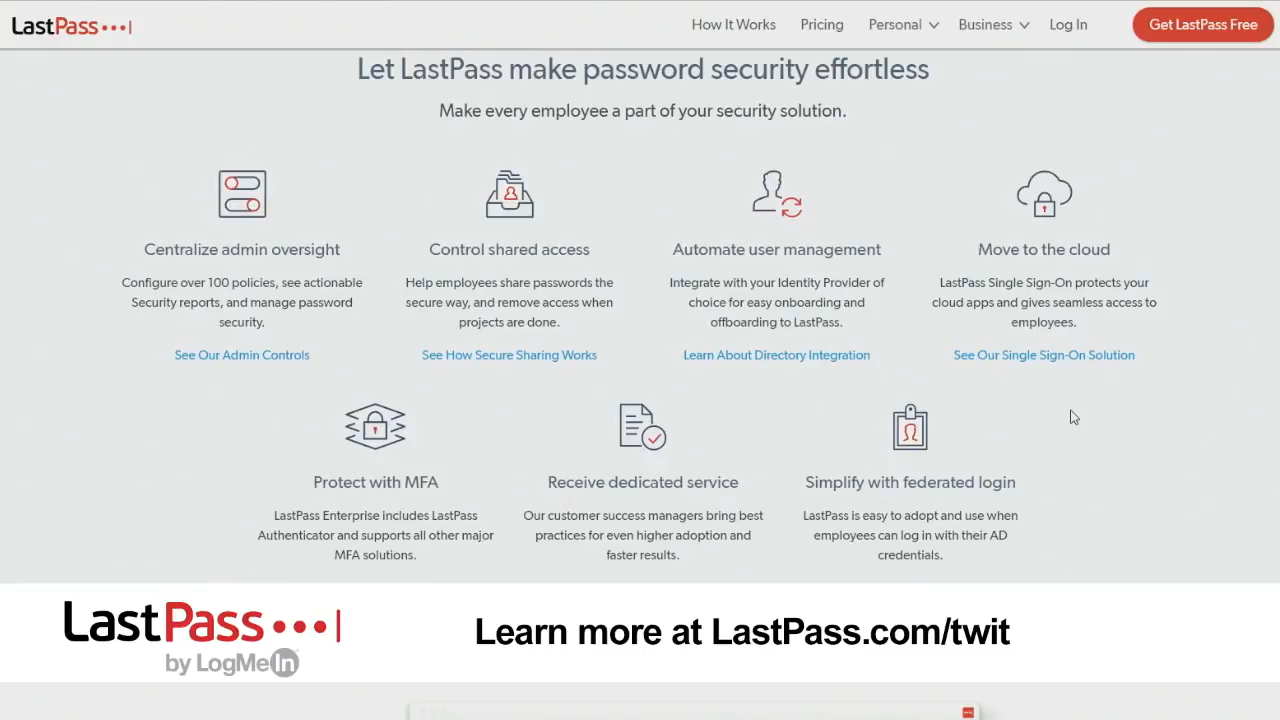 LastPass
How It Works
Pricing
Personal
Business
Log In
Get LastPass Free
Let LastPass make password security effortless
Make every employee a part of your security solution.
Centralize admin oversight
Configure over 100 policies, see actionable
Security reports, and manage password
security.
See Our Admin Controls
Control shared access
Help employees share passwords the
secure way, and remove access when
projects are done.
See How Secure Sharing Works
Automate user management
Integrate with your Identity Provider of
choice for easy onboarding and
offboarding to LastPass.
Learn About Directory Integration
Move to the cloud
LastPass Single Sign-On protects your
cloud apps and gives seamless access to
employees.
See Our Single Sign-On Solution
Protect with MFA
LastPass Enterprise includes LastPass
Authenticator and supports all other major
MFA solutions.
Receive dedicated service
Our customer success managers bring best
practices for even higher adoption and
faster results.
Simplify with federated login
LastPass is easy to adopt and use when
employees can log in with their AD
credentials.
LastPass
by LogMeIn
Learn more at LastPass.com/twit